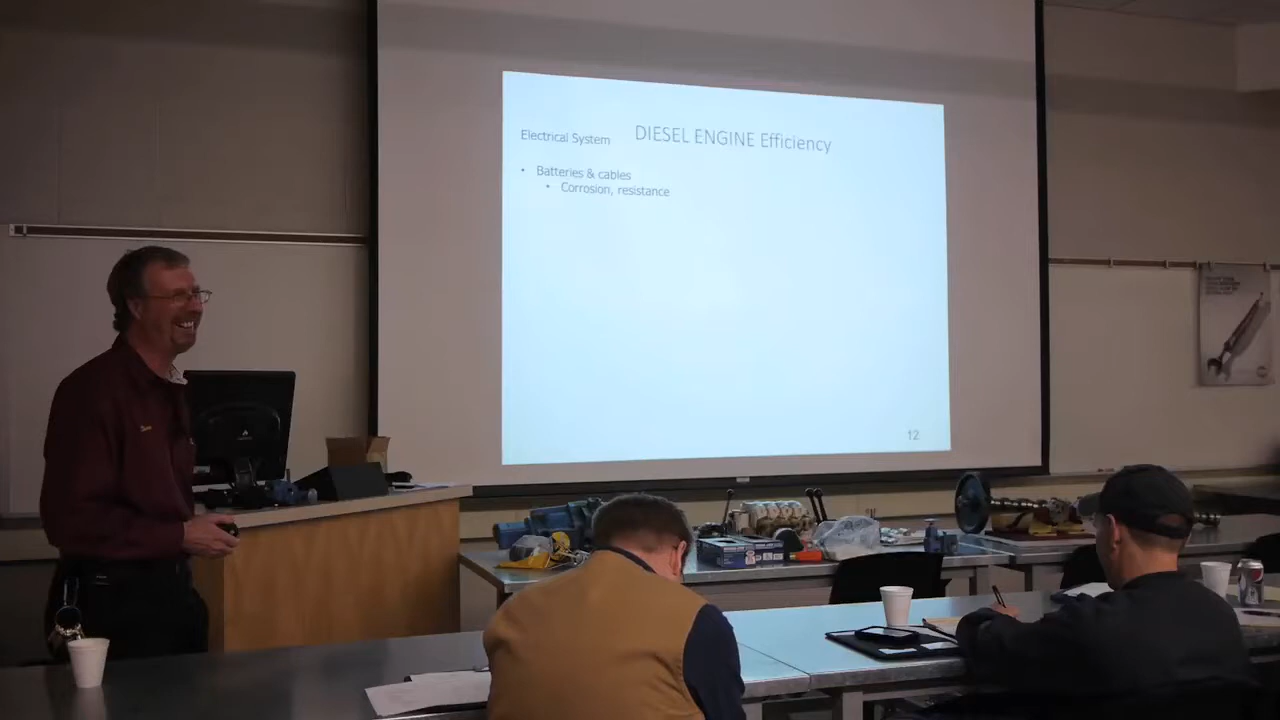 DIESEL ENGINE Efficiency
Electrical System
• Batteries & cables
• Corrosion, resistance
12